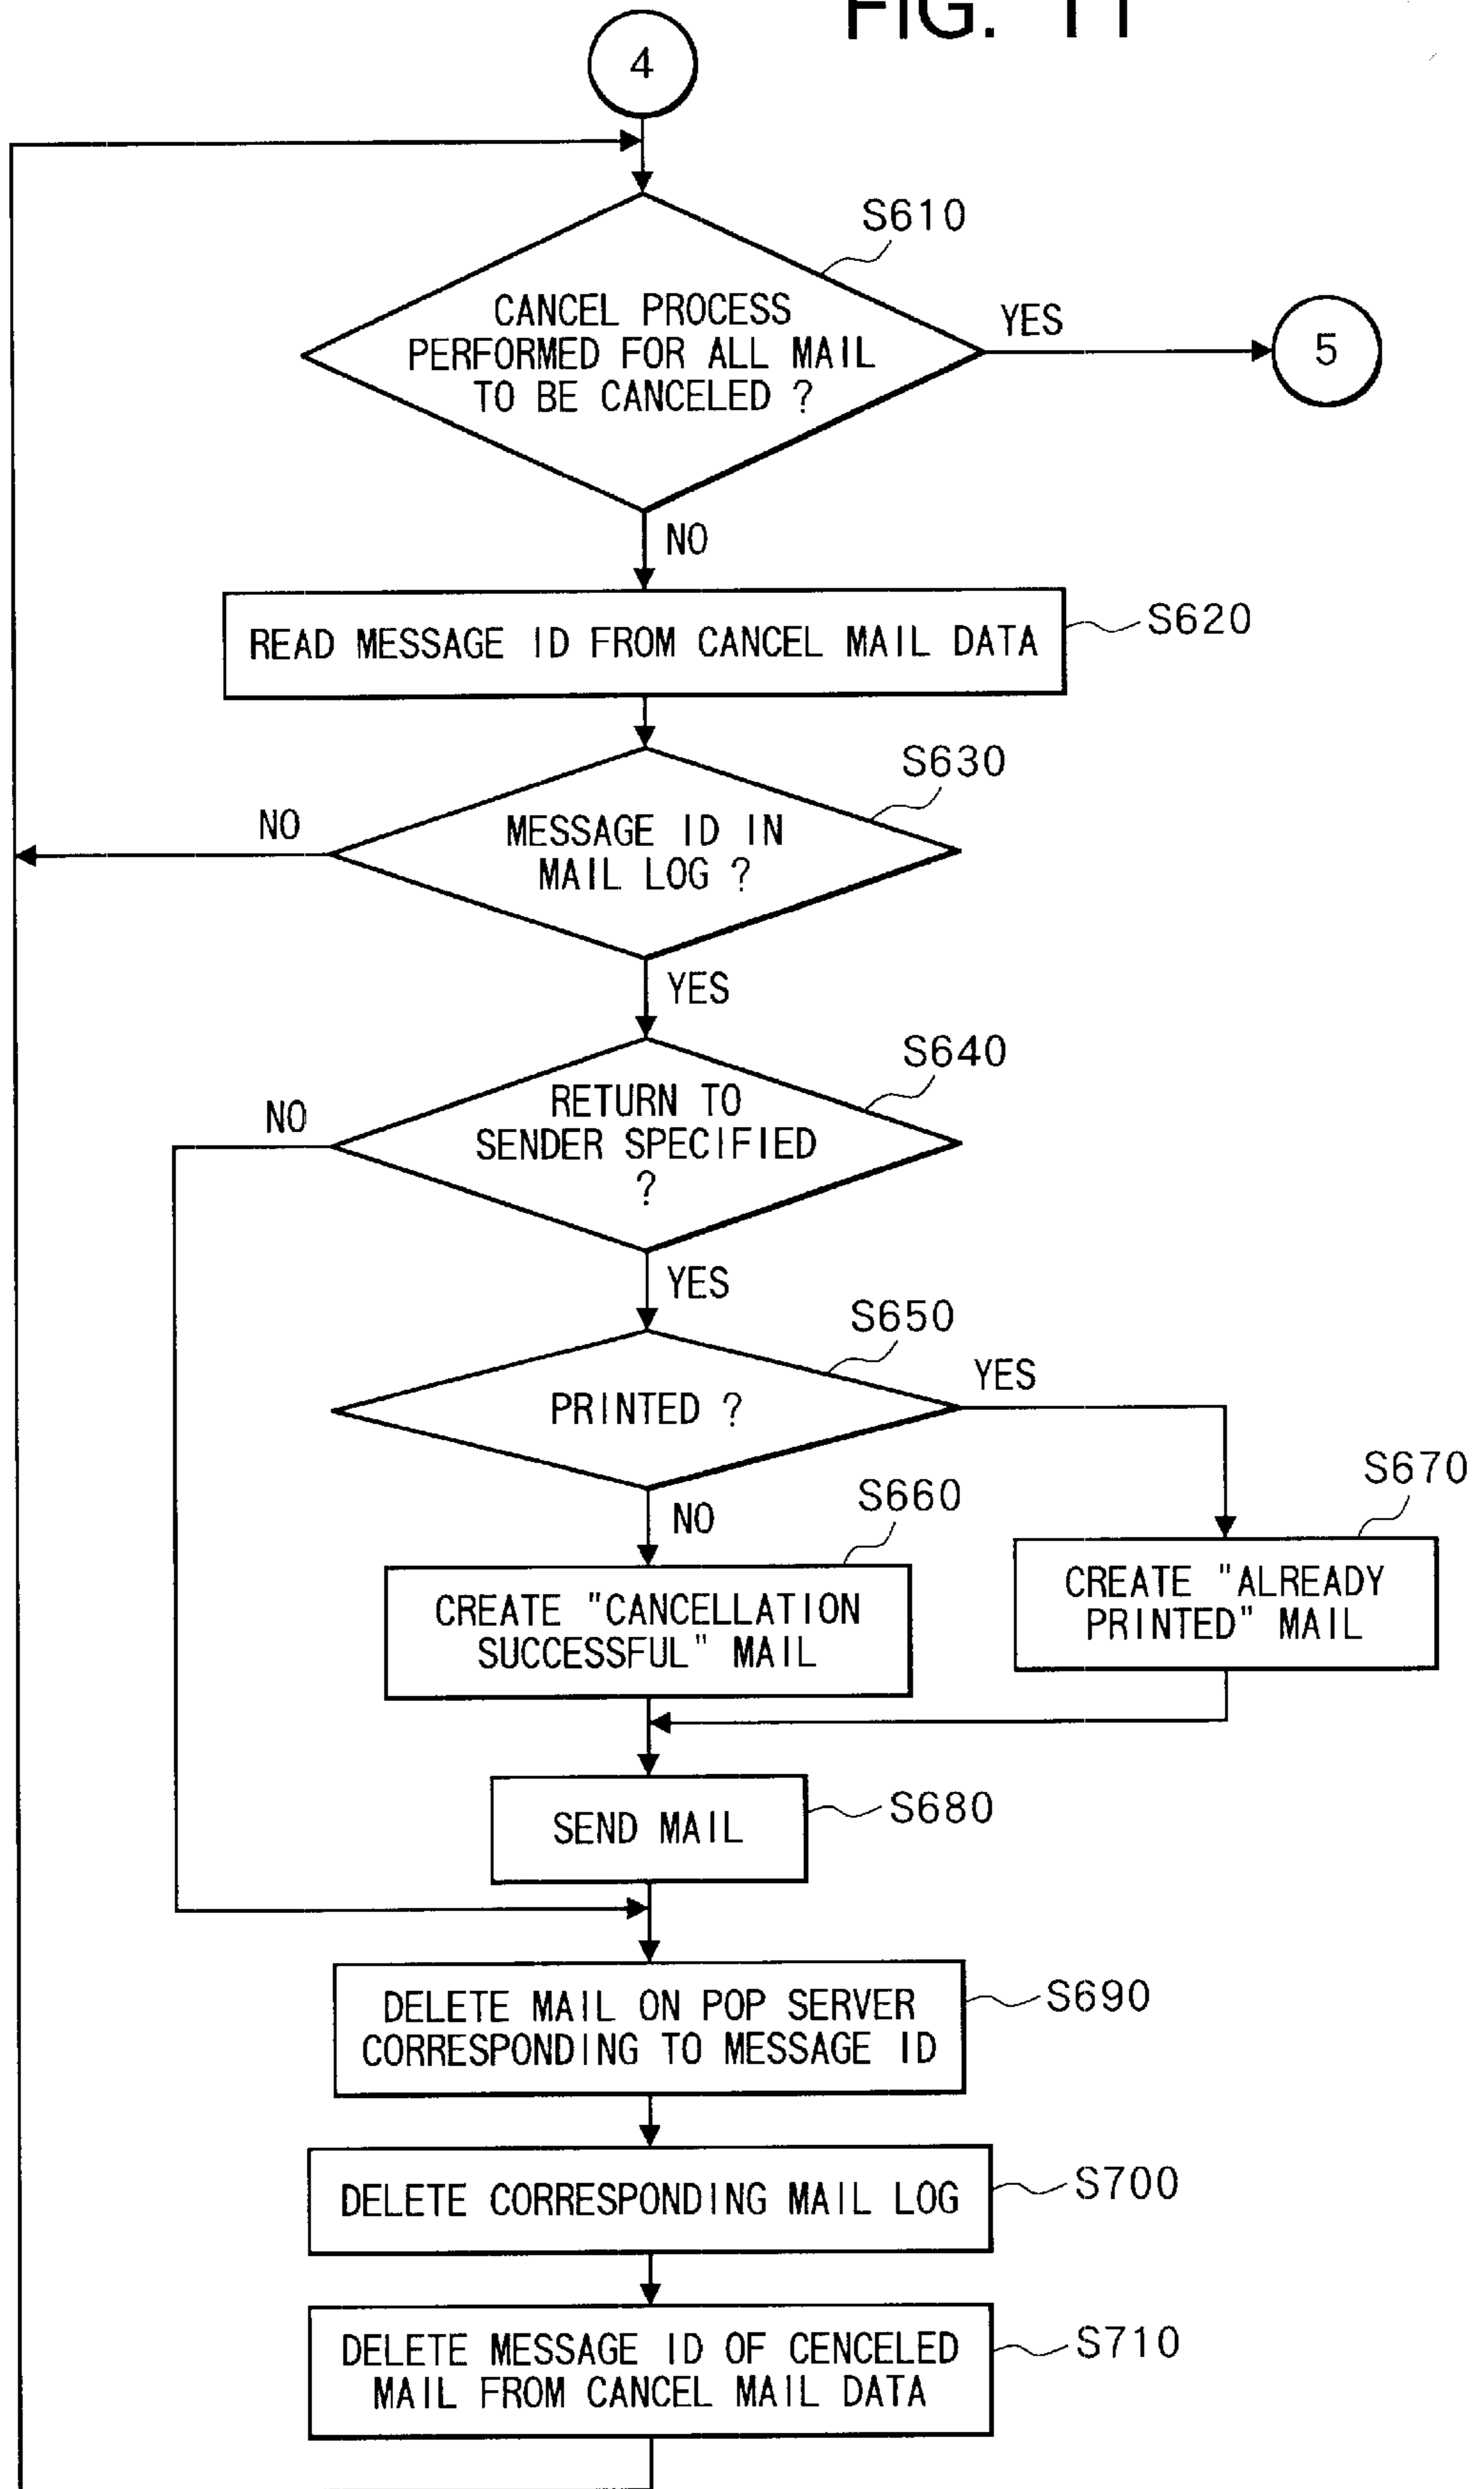 FIG. 11
4
S610
CANCEL PROCESS
PERFORMED FOR ALL MAIL
TO BE CANCELED ?
YES
5
NO
READ MESSAGE ID FROM CANCEL MAIL DATA
S620
S630
MESSAGE ID IN
MAIL LOG ?
NO
YES
S640
RETURN TO
SENDER SPECIFIED
?
NO
YES
S650
PRINTED ?
YES
NO
S660
CREATE "CANCELLATION
SUCCESSFUL" MAIL
S670
CREATE "ALREADY
PRINTED" MAIL
SEND MAIL
S680
DELETE MAIL ON POP SERVER
CORRESPONDING TO MESSAGE ID
S690
DELETE CORRESPONDING MAIL LOG
S700
DELETE MESSAGE ID OF CENCELED
MAIL FROM CANCEL MAIL DATA
S710